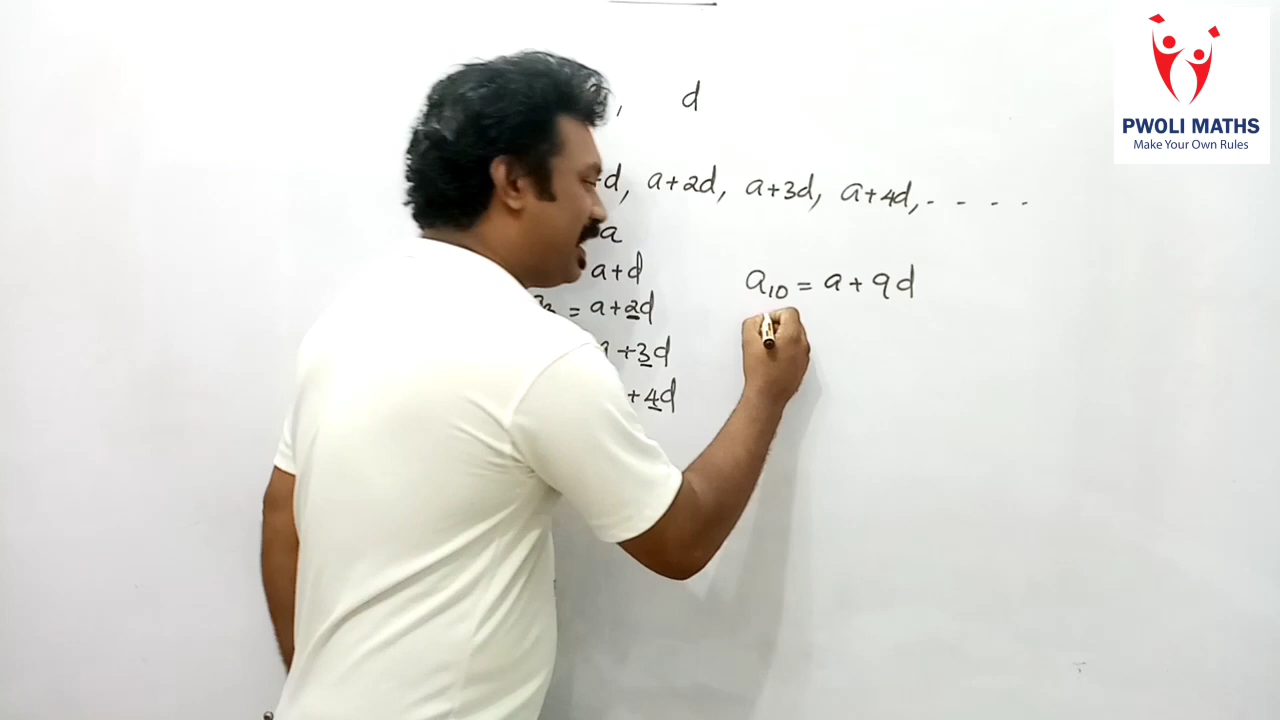 , d
+d, a+2d, a+3d, a+4d, - - - -
a
a+d
a₁₀ = a+9d
= a+2d
+3d
+4d
PWOLI MATHS
Make Your Own Rules